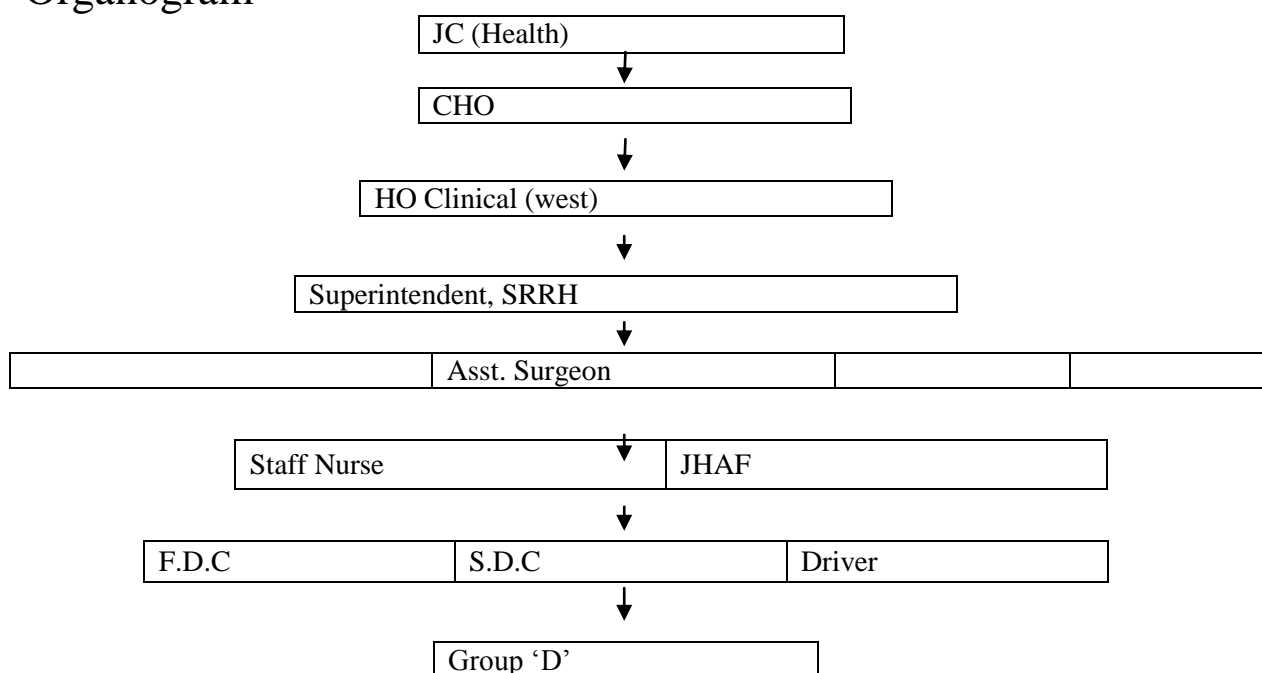 Organogram
JC (Health)
CHO
HO Clinical (west)
Superintendent, SRRH
Asst. Surgeon
Staff Nurse JHAF
F.D.C S.D.C Driver
Group ‘D’